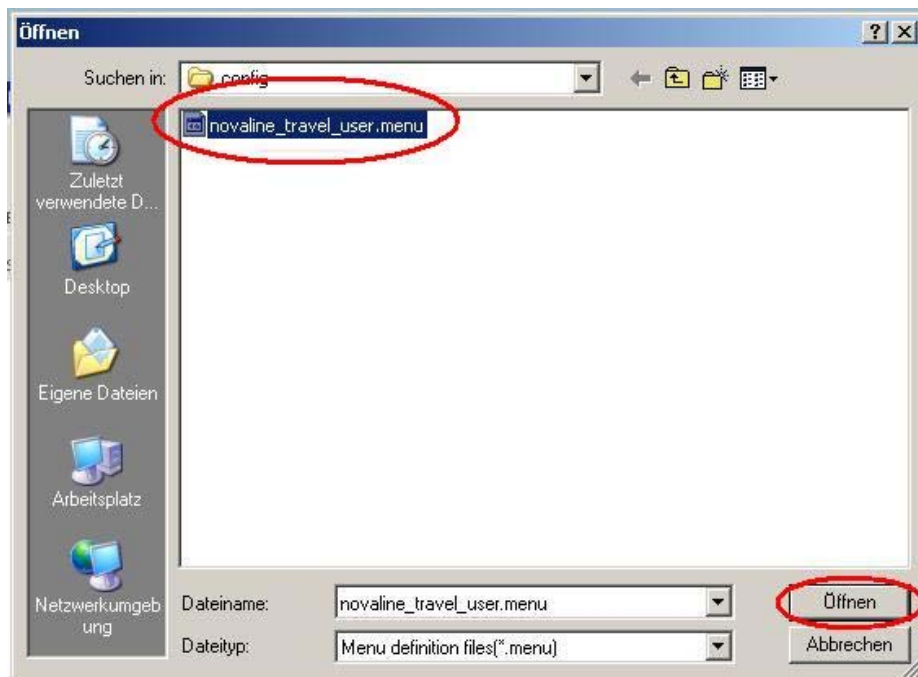 Öffnen
Suchen in:
config
novaline_travel_user.menu
Zuletzt
verwendete D...
Desktop
Eigene Dateien
Arbeitsplatz
Netzwerkumgeb
ung
Dateiname:
novaline_travel_user.menu
Öffnen
Dateityp:
Menu definition files(*.menu)
Abbrechen